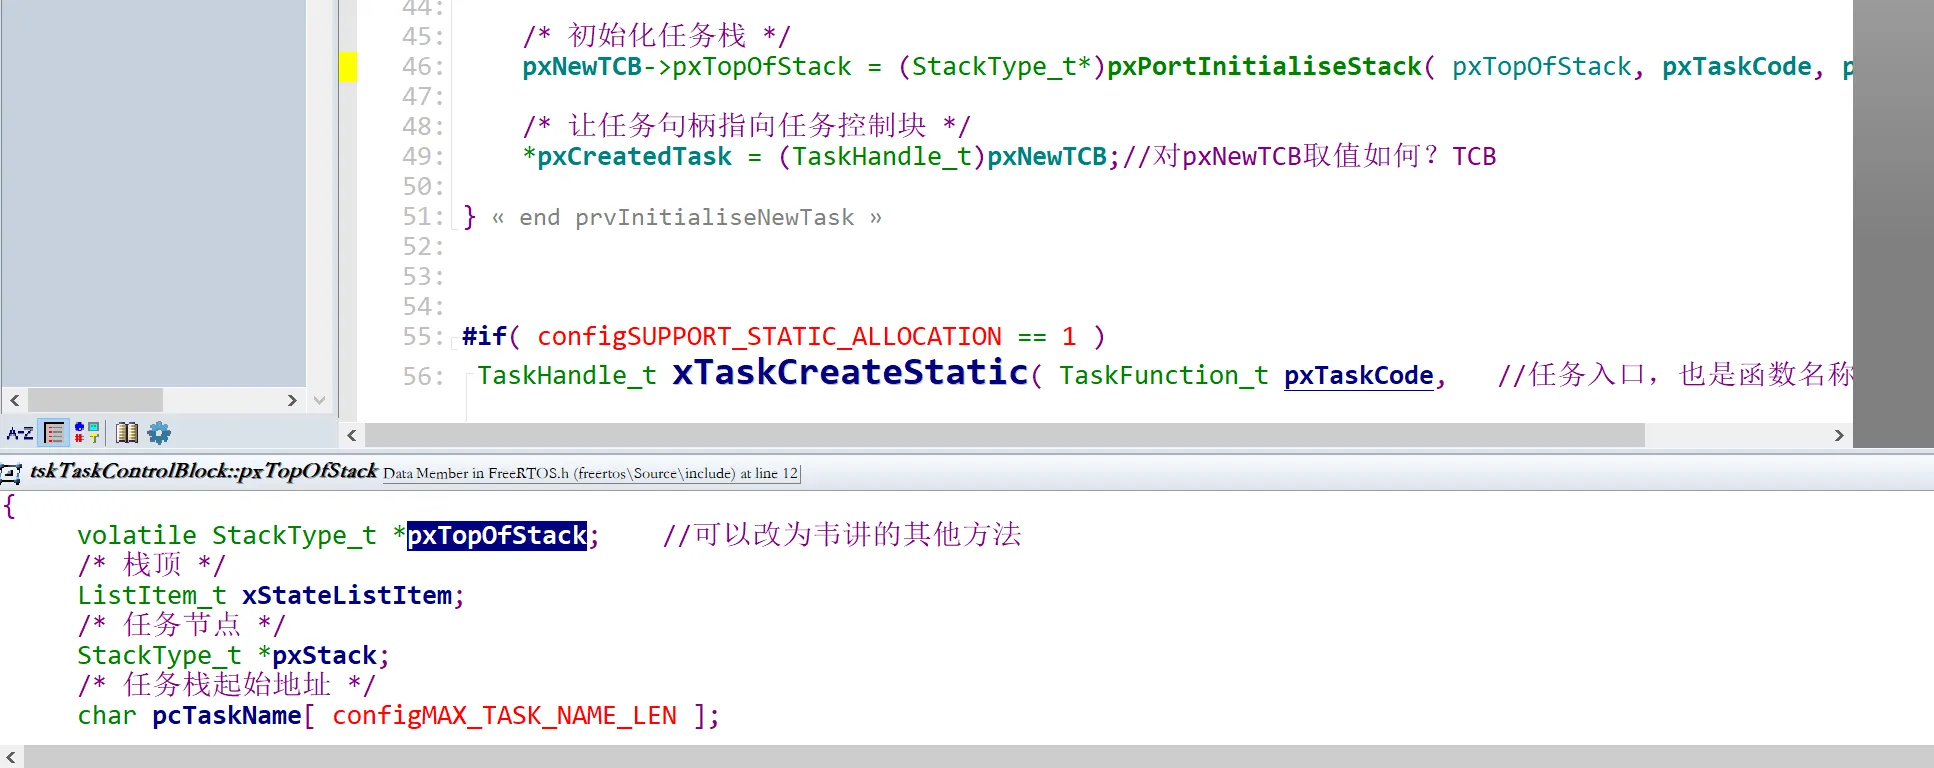 44:
45: /* 初始化任务栈 */
46: pxNewTCB->pxTopOfStack = (StackType_t*)pxPortInitialiseStack( pxTopOfStack, pxTaskCode, p
47:
48: /* 让任务句柄指向任务控制块 */
49: *pxCreatedTask = (TaskHandle_t)pxNewTCB;//对pxNewTCB取值如何？TCB
50:
51: } « end prvInitialiseNewTask »
52:
53:
54:
55: #if( configSUPPORT_STATIC_ALLOCATION == 1 )
56: TaskHandle_t xTaskCreateStatic( TaskFunction_t pxTaskCode, //任务入口，也是函数名称
A-Z
tskTaskControlBlock::pxTopOfStack Data Member in FreeRTOS.h (freertos\Source\include) at line 12
{
volatile StackType_t *pxTopOfStack; //可以改为韦讲的其他方法
/* 栈顶 */
ListItem_t xStateListItem;
/* 任务节点 */
StackType_t *pxStack;
/* 任务栈起始地址 */
char pcTaskName[ configMAX_TASK_NAME_LEN ];